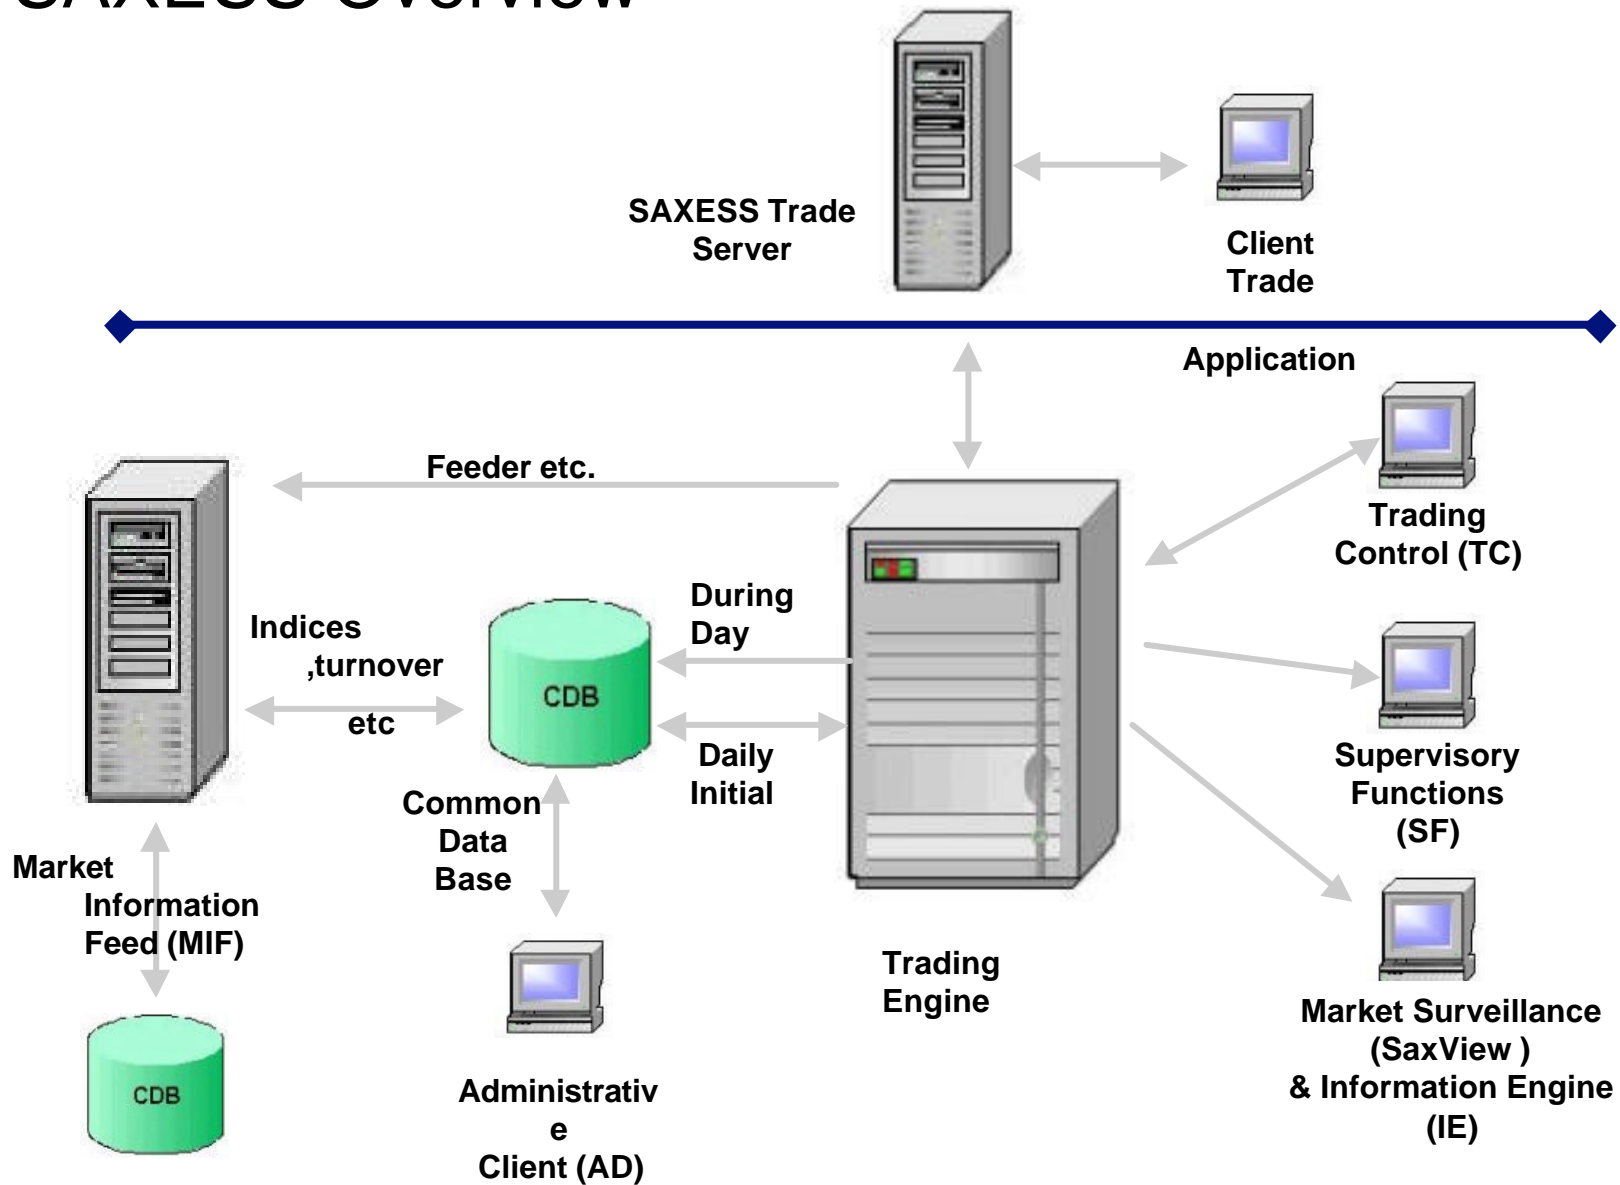 SAXESS Overview
SAXESS Trade
Server
Client
Trade
Application
Feeder etc.
Trading
Control (TC)
During
Day
Indices
,turnover
etc
CDB
Daily
Initial
Supervisory
Functions
(SF)
Common
Data
Base
Market
Information
Feed (MIF)
Trading
Engine
Market Surveillance
(SaxView )
& Information Engine
(IE)
CDB
Administrativ
e
Client (AD)